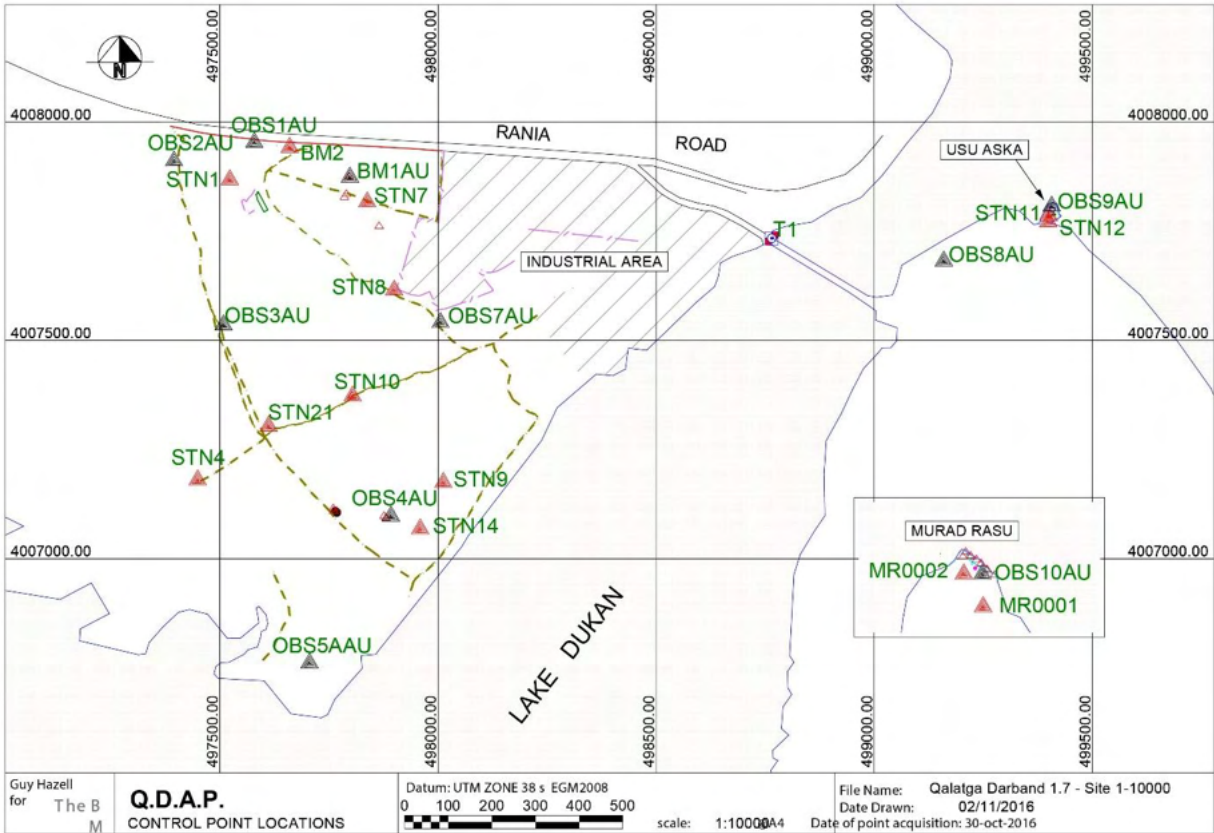 497500.00
498000.00
498500.00
499000.00
499500.00
N
4008000.00
4008000.00
RANIA ROAD
OBS1AU
OBS2AU
BM2
STN1
BM1AU
STN7
USU ASKA
OBS9AU
STN11
STN12
T1
OBS8AU
INDUSTRIAL AREA
STN8
OBS3AU
OBS7AU
4007500.00
4007500.00
STN10
STN21
STN4
STN9
OBS4AU
STN14
4007000.00
4007000.00
MURAD RASU
MR0002
OBS10AU
MR0001
OBS5AAU
LAKE DUKAN
497500.00
498000.00
498500.00
499000.00
499500.00
Guy Hazell
for The B
M
Q.D.A.P.
CONTROL POINT LOCATIONS
Datum: UTM ZONE 38 s EGM2008
0 100 200 300 400 500
scale: 1:10000@A4
File Name: Qalatga Darband 1.7 - Site 1-10000
Date Drawn: 02/11/2016
Date of point acquisition: 30-oct-2016